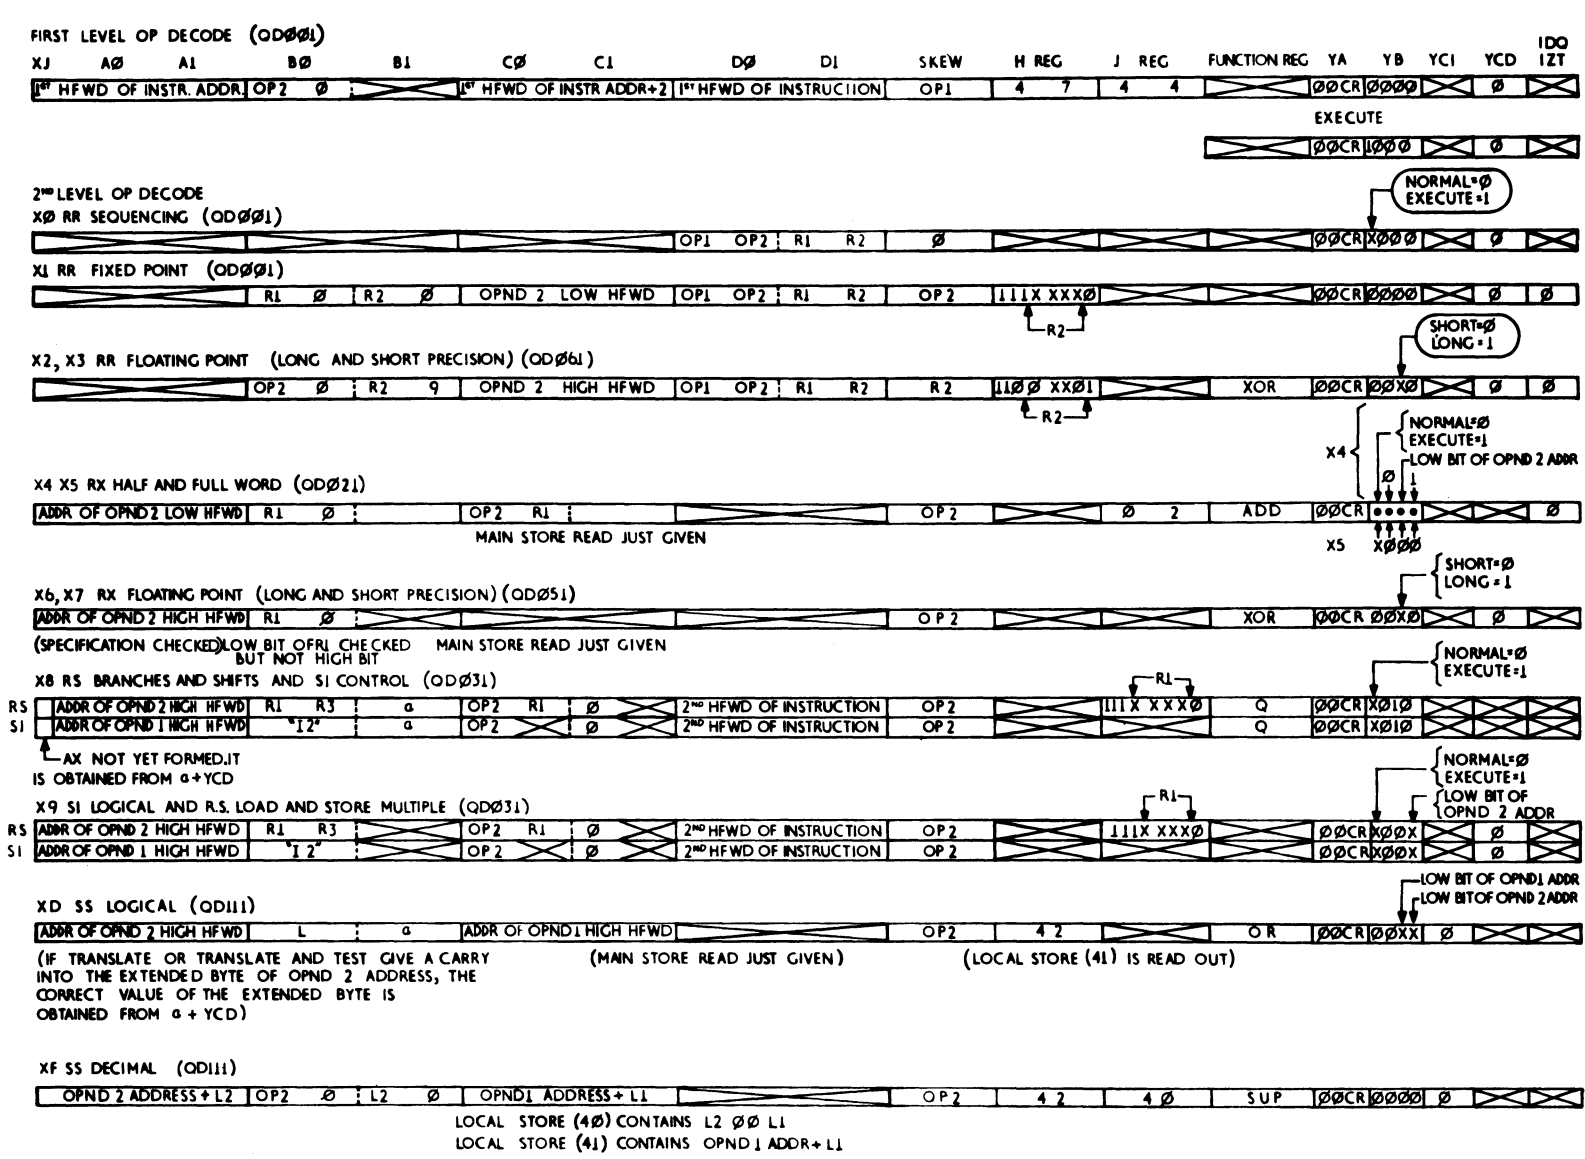 FIRST LEVEL OP DECODE (QDØØ1)
XJ AØ A1 BØ B1 CØ C1 DØ D1 SKEW H REG J REG FUNCTION REG YA YB YC1 YCD IDQ IZT
1ST HFWD OF INSTR. ADDR OP2 Ø 1ST HFWD OF INSTR ADDR+2 1ST HFWD OF INSTRUCTION OP1 4 7 4 4 ØØCR ØØØØ Ø
EXECUTE
ØØCR 1ØØØ Ø
2ND LEVEL OP DECODE
NORMAL=Ø
EXECUTE=1
XØ RR SEQUENCING (QDØØ1)
OP1 OP2 R1 R2 Ø ØØCR XØØØ Ø
X1 RR FIXED POINT (QDØØ1)
R1 Ø R2 Ø OPND 2 LOW HFWD OP1 OP2 R1 R2 OP2 111X XXXØ ØØCR ØØØØ Ø Ø
R2
SHORT=Ø
LONG=1
X2, X3 RR FLOATING POINT (LONG AND SHORT PRECISION) (QDØ61)
OP2 Ø R2 9 OPND 2 HIGH HFWD OP1 OP2 R1 R2 R2 11ØØ XXØ1 XOR ØØCR ØØXØ Ø Ø
R2
X4
NORMAL=Ø
EXECUTE=1
LOW BIT OF OPND 2 ADDR
Ø 1
X4 X5 RX HALF AND FULL WORD (QDØ21)
ADDR OF OPND 2 LOW HFWD R1 Ø OP2 R1 OP2 Ø 2 ADD ØØCR Ø
MAIN STORE READ JUST GIVEN
X5 XØØØ
SHORT=Ø
LONG=1
X6, X7 RX FLOATING POINT (LONG AND SHORT PRECISION) (QDØ51)
ADDR OF OPND 2 HIGH HFWD R1 Ø OP2 XOR ØØCR ØØXØ Ø
(SPECIFICATION CHECKED) LOW BIT OF R1 CHECKED MAIN STORE READ JUST GIVEN
BUT NOT HIGH BIT
NORMAL=Ø
EXECUTE=1
X8 RS BRANCHES AND SHIFTS AND SI CONTROL (QDØ31)
R1
RS ADDR OF OPND 2 HIGH HFWD R1 R3 α OP2 R1 Ø 2ND HFWD OF INSTRUCTION OP2 111X XXXØ Q ØØCR XØ1Ø
SI ADDR OF OPND 1 HIGH HFWD "I2" α OP2 Ø 2ND HFWD OF INSTRUCTION OP2 Q ØØCR XØ1Ø
AX NOT YET FORMED.IT
IS OBTAINED FROM α+YCD
NORMAL=Ø
EXECUTE=1
LOW BIT OF
OPND 2 ADDR
X9 SI LOGICAL AND R.S. LOAD AND STORE MULTIPLE (QDØ31)
R1
RS ADDR OF OPND 2 HIGH HFWD R1 R3 OP2 R1 Ø 2ND HFWD OF INSTRUCTION OP2 111X XXXØ ØØCR XØØX Ø
SI ADDR OF OPND 1 HIGH HFWD "I 2" OP2 Ø 2ND HFWD OF INSTRUCTION OP2 ØØCR XØØX Ø
LOW BIT OF OPND1 ADDR
LOW BIT OF OPND 2 ADDR
XD SS LOGICAL (QD111)
ADDR OF OPND 2 HIGH HFWD L α ADDR OF OPND1 HIGH HFWD OP2 4 2 OR ØØCR ØØXX Ø
(IF TRANSLATE OR TRANSLATE AND TEST GIVE A CARRY (MAIN STORE READ JUST GIVEN) (LOCAL STORE (41) IS READ OUT)
INTO THE EXTENDED BYTE OF OPND 2 ADDRESS, THE
CORRECT VALUE OF THE EXTENDED BYTE IS
OBTAINED FROM α + YCD)
XF SS DECIMAL (QD111)
OPND 2 ADDRESS + L2 OP2 Ø L2 Ø OPND1 ADDRESS + L1 OP2 4 2 4 Ø SUP ØØCR ØØØØ Ø
LOCAL STORE (4Ø) CONTAINS L2 ØØ L1
LOCAL STORE (41) CONTAINS OPND 1 ADDR + L1